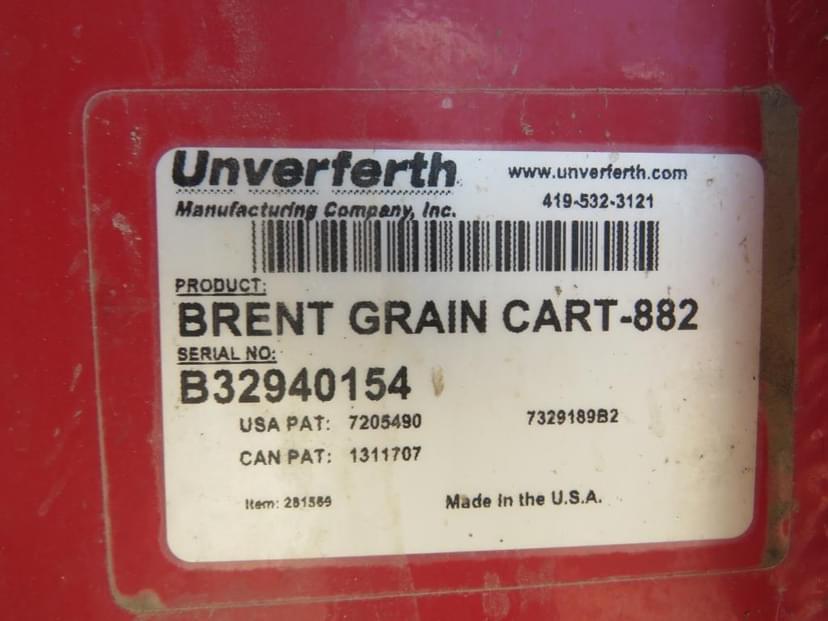 Unverferth
www.unverferth.com
Manufacturing Company, Inc.
419-532-3121
PRODUCT:
BRENT GRAIN CART-882
SERIAL NO:
B32940154
USA PAT: 7205490 7329189B2
CAN PAT: 1311707
Item: 281569 Made in the U.S.A.